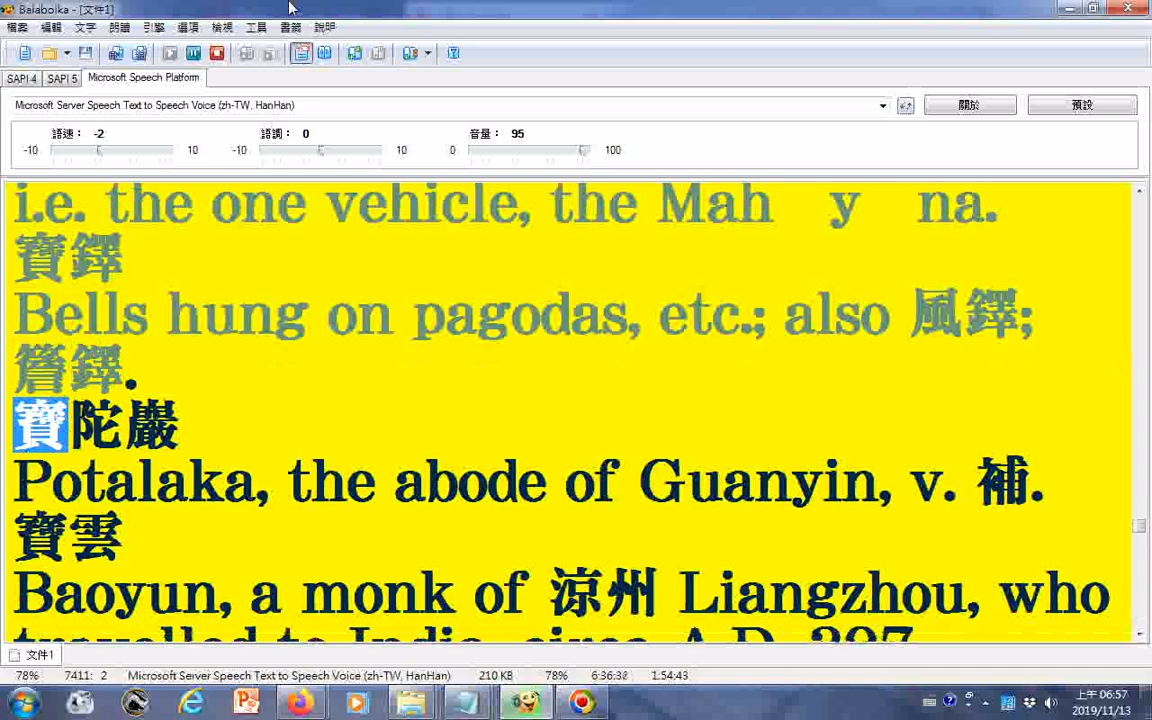 Balabolka - [文件1]
檔案 編輯 文字 朗讀 引擎 選項 檢視 工具 書籤 說明
SAPI 4 SAPI 5 Microsoft Speech Platform
Microsoft Server Speech Text to Speech Voice (zh-TW, HanHan) 關於 預設
語速： -2 語調： 0 音量： 95
-10 10 -10 10 0 100
i.e. the one vehicle, the Mah y na.
寶鐸
Bells hung on pagodas, etc.; also 風鐸;
簷鐸.
寶陀巖
Potalaka, the abode of Guanyin, v. 補.
寶雲
Baoyun, a monk of 涼州 Liangzhou, who
travelled to India, circa A.D. 397
文件1
78% 7411: 2 Microsoft Server Speech Text to Speech Voice (zh-TW, HanHan) 210 KB 78% 6:36:38 1:54:43
上午 06:57
2019/11/13